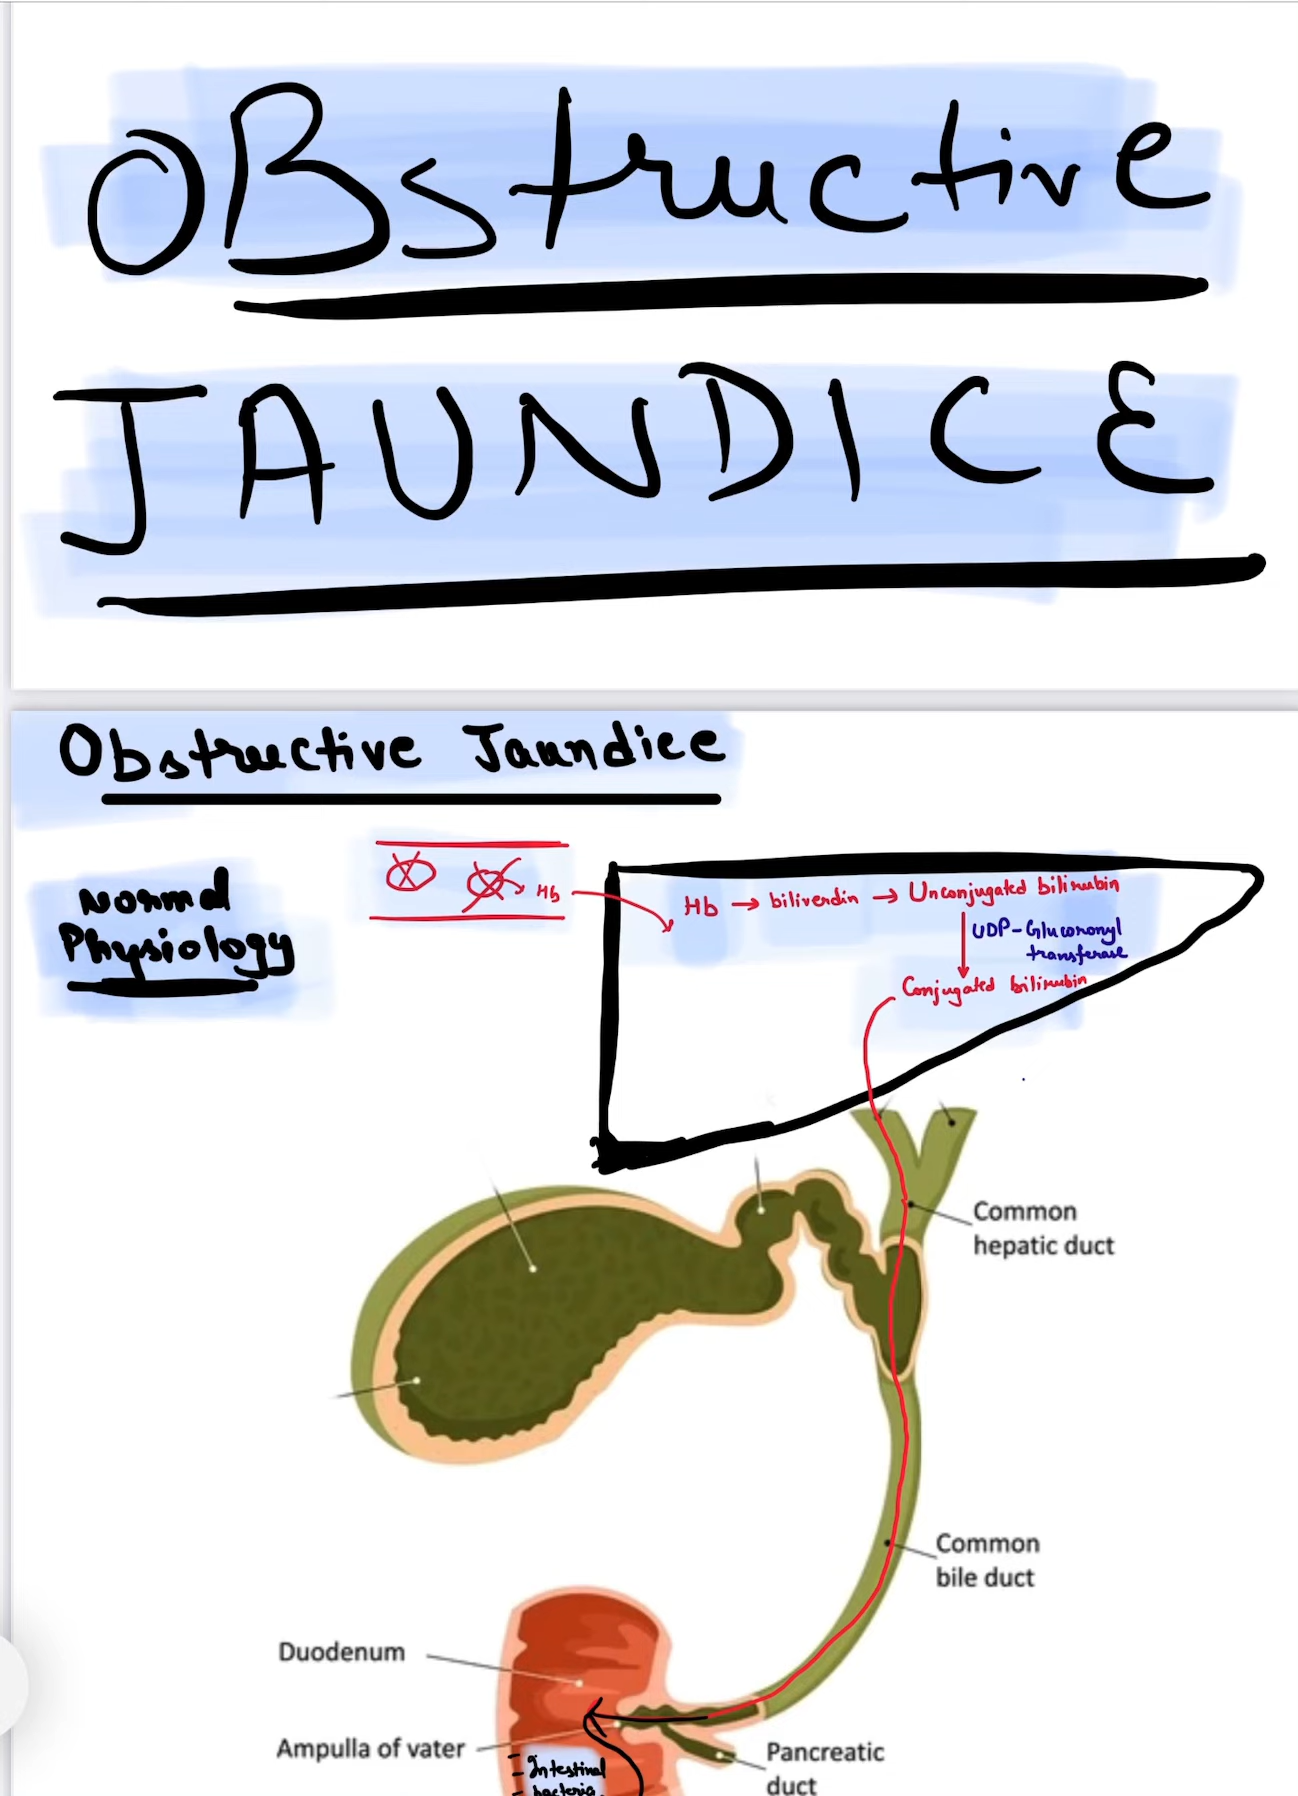 OBstructive
JAUNDICE
Obstructive Jaundice
Normal
Physiology
Hb
Hb → biliverdin → Unconjugated bilirubin
UDP-Glucoronyl
transferase
Conjugated bilirubin
Common
hepatic duct
Common
bile duct
Duodenum
Ampulla of vater
Pancreatic
duct
- Intestinal
- bacteria